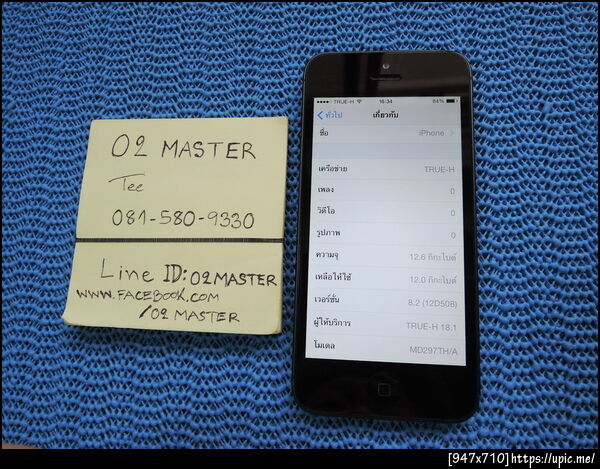 02 MASTER
Tee
081-580-9330
Line ID: 02MASTER
WWW.FACEBOOK.COM
/02 MASTER
TRUE-H 16:34 84%
ทั่วไป เกี่ยวกับ
ชื่อ iPhone
เครือข่าย TRUE-H
เพลง 0
วิดีโอ 0
รูปภาพ 0
ความจุ 12.6 กิกะไบต์
เหลือให้ใช้ 12.0 กิกะไบต์
เวอร์ชั่น 8.2 (12D508)
ผู้ให้บริการ TRUE-H 18.1
โมเดล MD297TH/A
[947x710]https://upic.me/